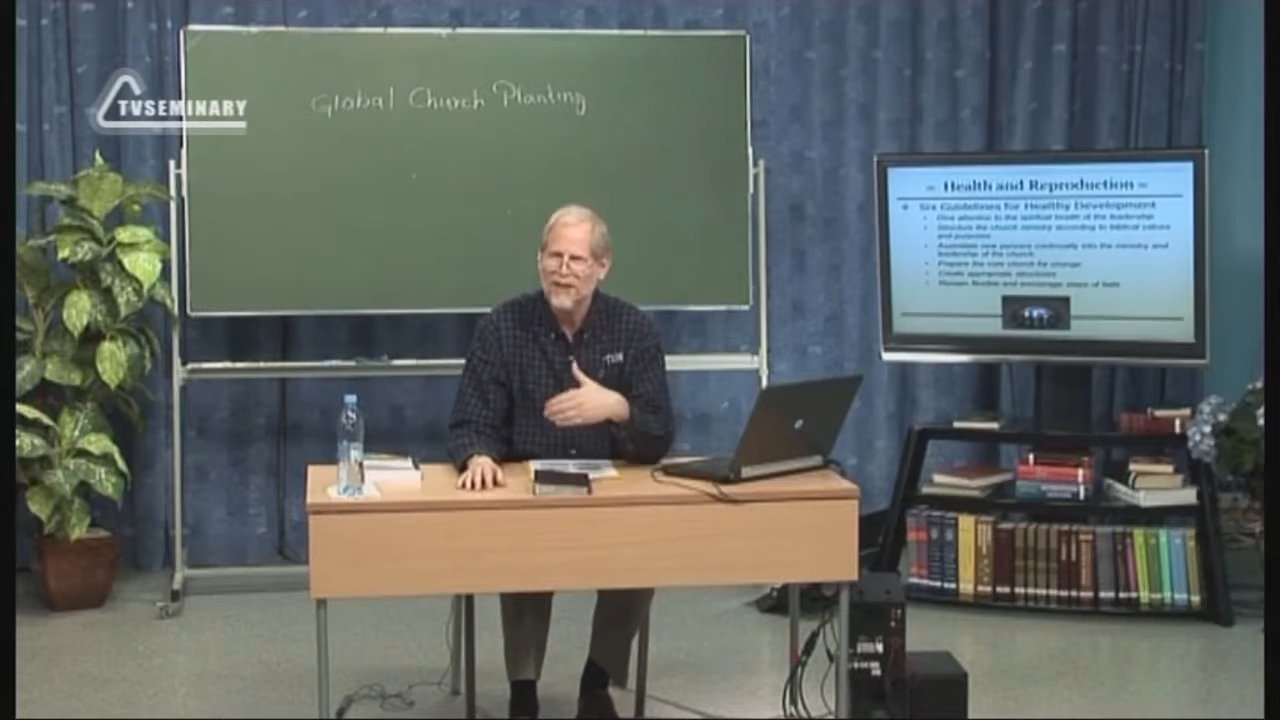 TVSEMINARY
Global Church Planting
Health and Reproduction
Six Guidelines for Healthy Development
Give attention to the spiritual health of the leadership
Structure the church ministry according to biblical values
and purposes
Assimilate new persons continually into the ministry and
leadership of the church
Prepare the core church for change
Create appropriate structures
Remain flexible and encourage steps of faith
hp